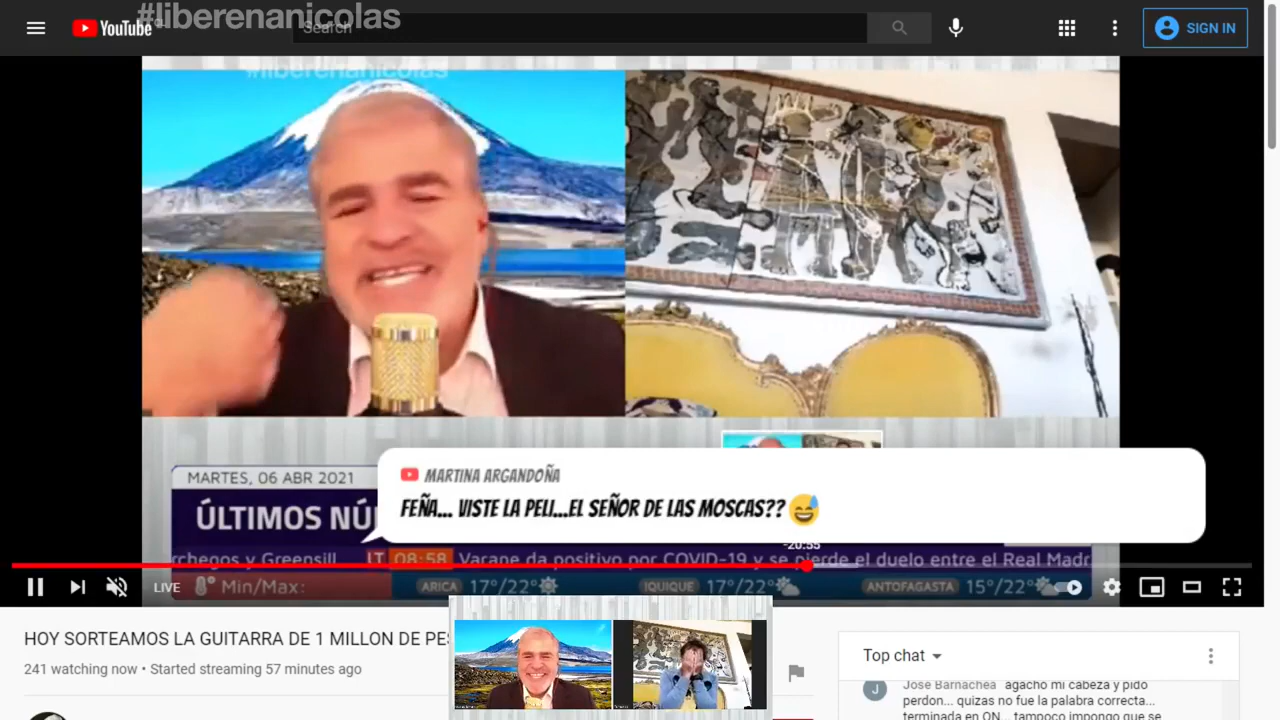 #liberenanicolas
YouTube CL
Search
SIGN IN
#liberenanicolas
MARTINA ARGANDOÑA
FEÑA... VISTE LA PELI...EL SEÑOR DE LAS MOSCAS??
MARTES, 06 ABR 2021
ÚLTIMOS NÚ
-20:55
rchegos y Greensill LT 08:58 Varane da positivo por COVID-19 y se pierde el duelo entre el Real Madr
LIVE
Min/Max: ARICA 17°/22° IQUIQUE 17°/22° ANTOFAGASTA 15°/22°
HOY SORTEAMOS LA GUITARRA DE 1 MILLON DE PES
241 watching now • Started streaming 57 minutes ago
Top chat
J
Jose Barnachea agacho mi cabeza y pido
perdon... quizas no fue la palabra correcta...
terminada en ON... tampoco impongo que se